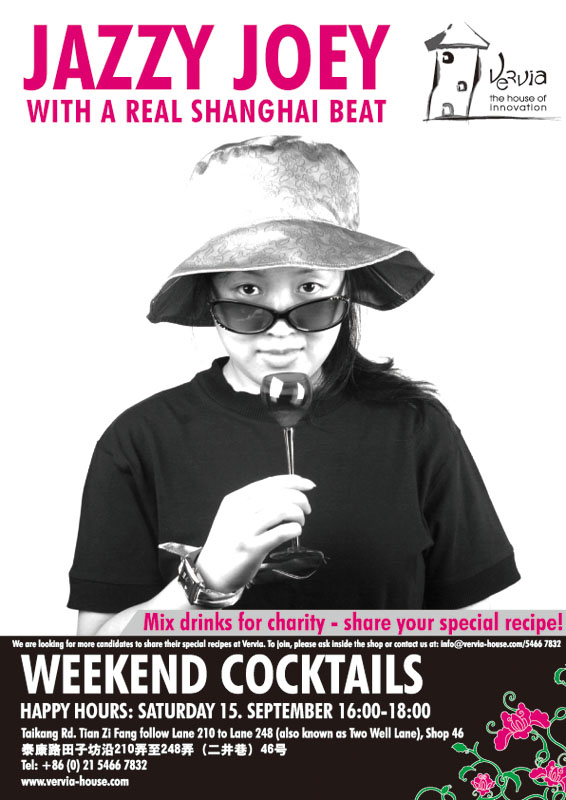 JAZZY JOEY
WITH A REAL SHANGHAI BEAT
Vervia
the house of
innovation
Mix drinks for charity - share your special recipe!
We are looking for more candidates to share their special recipes at Vervia. To join, please ask inside the shop or contact us at: info@vervia-house.com/5466 7832
WEEKEND COCKTAILS
HAPPY HOURS: SATURDAY 15. SEPTEMBER 16:00-18:00
Taikang Rd. Tian Zi Fang follow Lane 210 to Lane 248 (also known as Two Well Lane), Shop 46
泰康路田子坊沿210弄至248弄 （二井巷）46号
Tel: +86 (0) 21 5466 7832
www.vervia-house.com